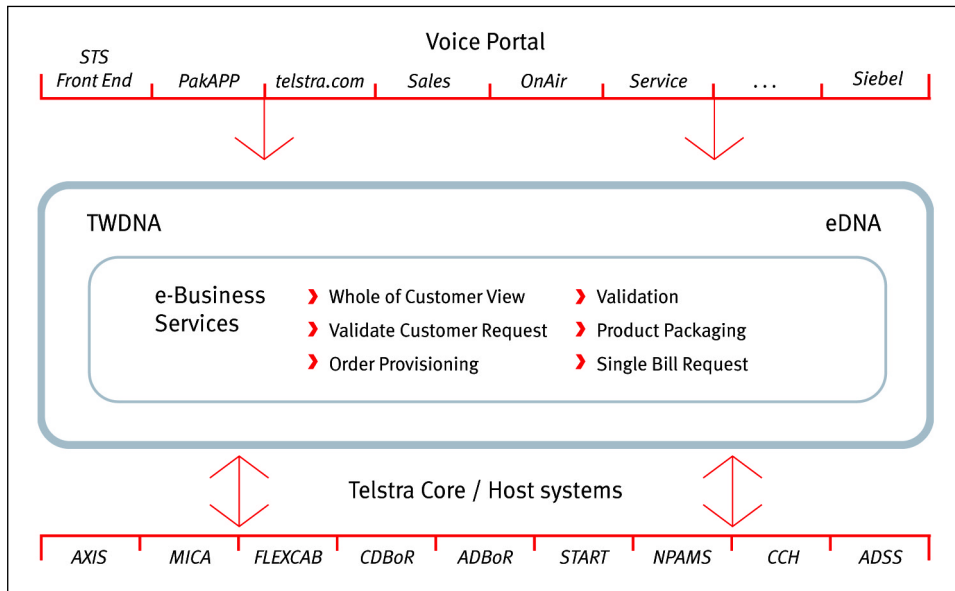 Voice Portal
STS
Front End
PakAPP
telstra.com
Sales
OnAir
Service
...
Siebel
TWDNA
eDNA
e-Business
Services
Whole of Customer View
Validate Customer Request
Order Provisioning
Validation
Product Packaging
Single Bill Request
Telstra Core / Host systems
AXIS
MICA
FLEXCAB
CDBoR
ADBoR
START
NPAMS
CCH
ADSS